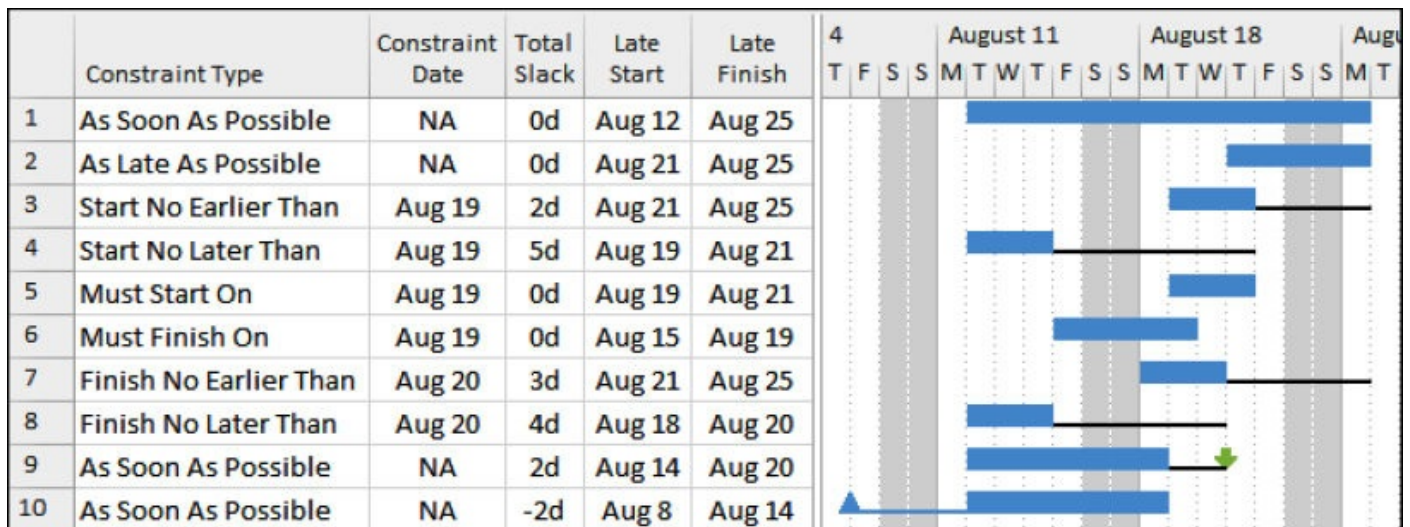 Constraint Type Constraint Date Total Slack Late Start Late Finish 4 August 11 August 18 Augu
T F S S M T W T F S S M T W T F S S M T
1 As Soon As Possible NA 0d Aug 12 Aug 25
2 As Late As Possible NA 0d Aug 21 Aug 25
3 Start No Earlier Than Aug 19 2d Aug 21 Aug 25
4 Start No Later Than Aug 19 5d Aug 19 Aug 21
5 Must Start On Aug 19 0d Aug 19 Aug 21
6 Must Finish On Aug 19 0d Aug 15 Aug 19
7 Finish No Earlier Than Aug 20 3d Aug 21 Aug 25
8 Finish No Later Than Aug 20 4d Aug 18 Aug 20
9 As Soon As Possible NA 2d Aug 14 Aug 20
10 As Soon As Possible NA -2d Aug 8 Aug 14